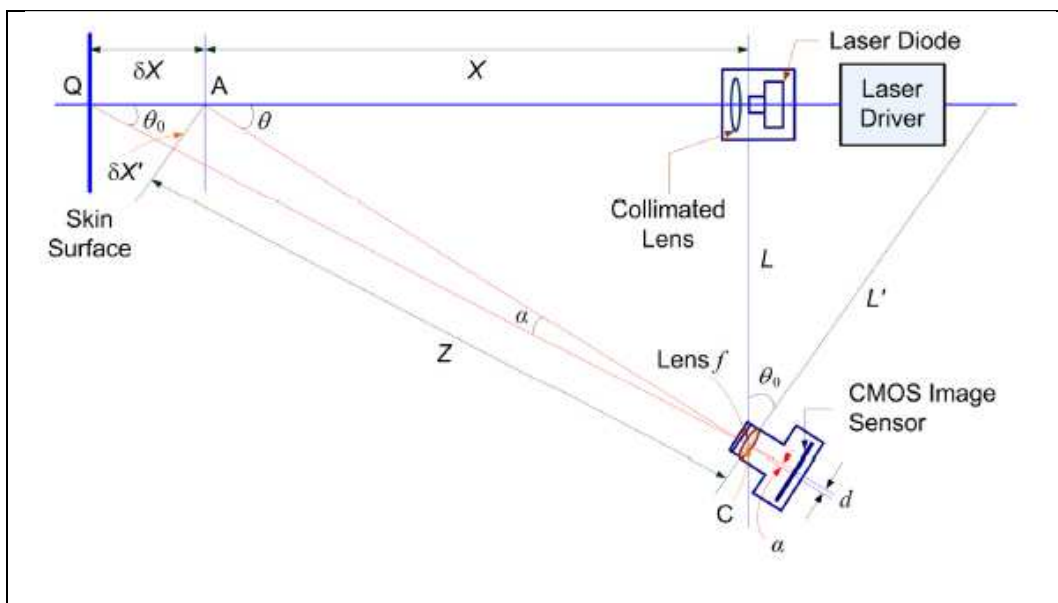 δX
X
Laser Diode
Q
A
Laser
Driver
θ₀
θ
δX'
Skin
Surface
Collimated
Lens
L
L'
α
Z
Lens f
θ₀
CMOS Image
Sensor
C
d
α